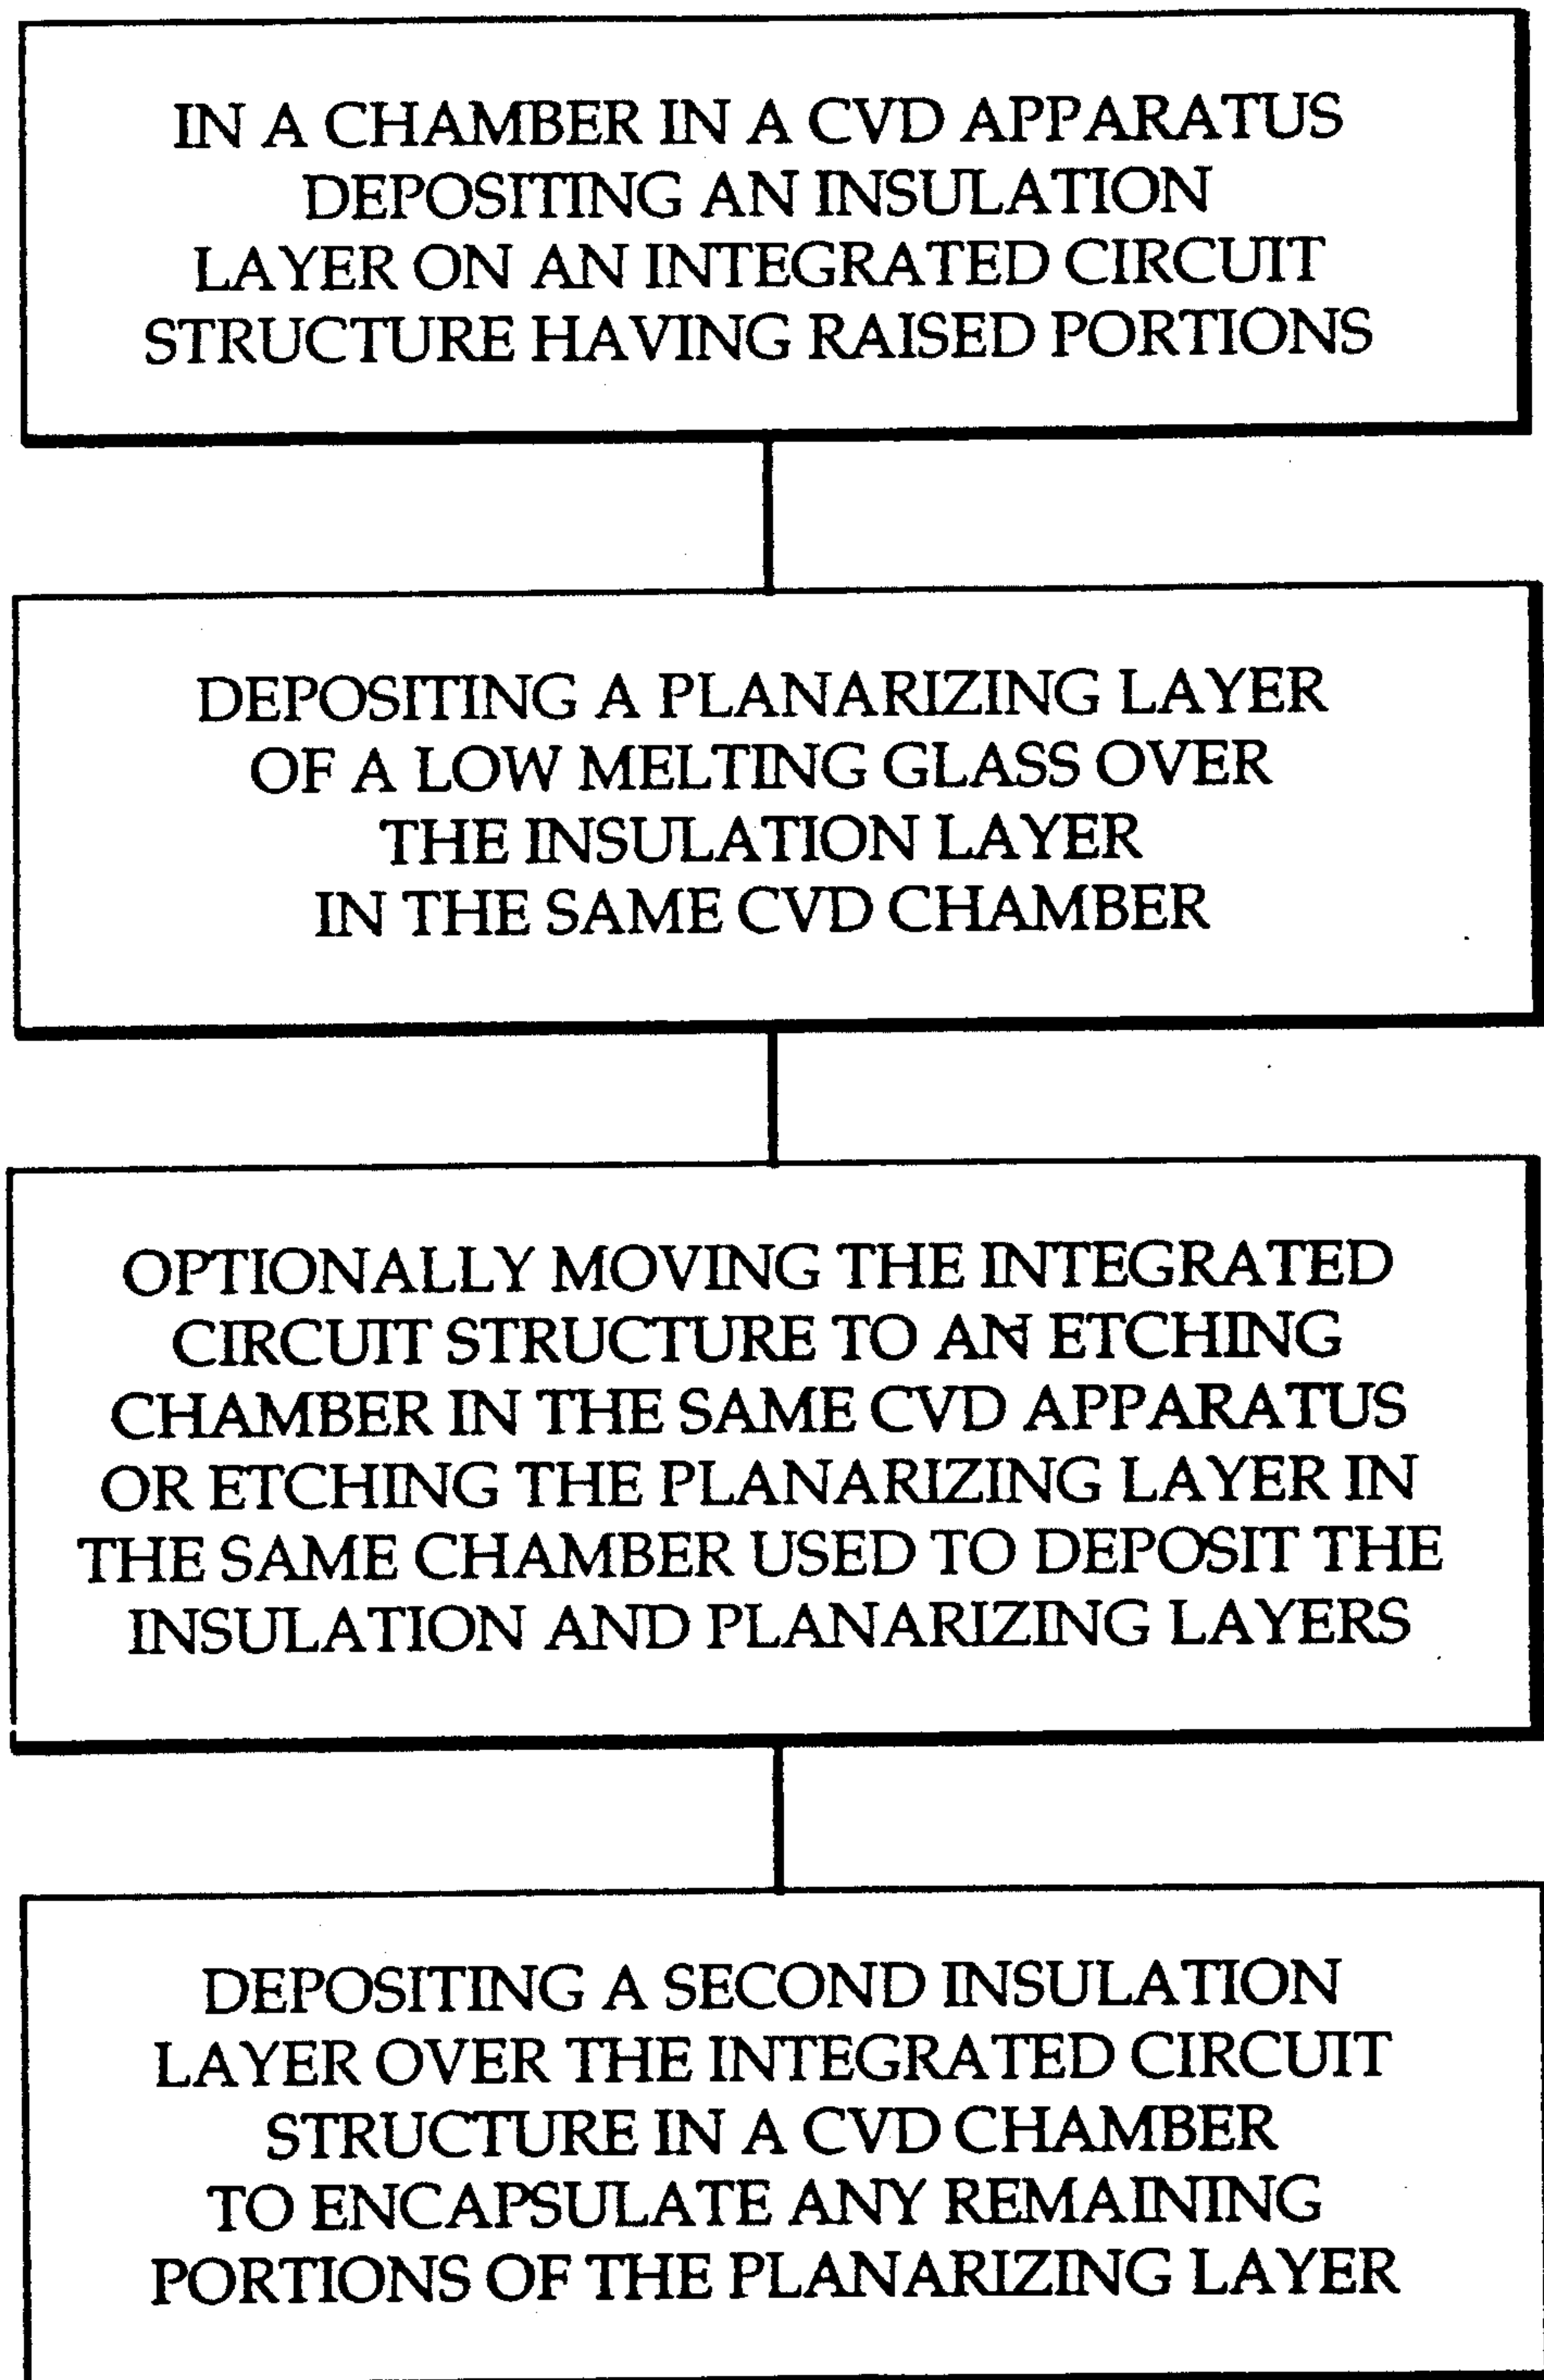 IN A CHAMBER IN A CVD APPARATUS
DEPOSITING AN INSULATION
LAYER ON AN INTEGRATED CIRCUIT
STRUCTURE HAVING RAISED PORTIONS
DEPOSITING A PLANARIZING LAYER
OF A LOW MELTING GLASS OVER
THE INSULATION LAYER
IN THE SAME CVD CHAMBER
OPTIONALLY MOVING THE INTEGRATED
CIRCUIT STRUCTURE TO AN ETCHING
CHAMBER IN THE SAME CVD APPARATUS
OR ETCHING THE PLANARIZING LAYER IN
THE SAME CHAMBER USED TO DEPOSIT THE
INSULATION AND PLANARIZING LAYERS
DEPOSITING A SECOND INSULATION
LAYER OVER THE INTEGRATED CIRCUIT
STRUCTURE IN A CVD CHAMBER
TO ENCAPSULATE ANY REMAINING
PORTIONS OF THE PLANARIZING LAYER